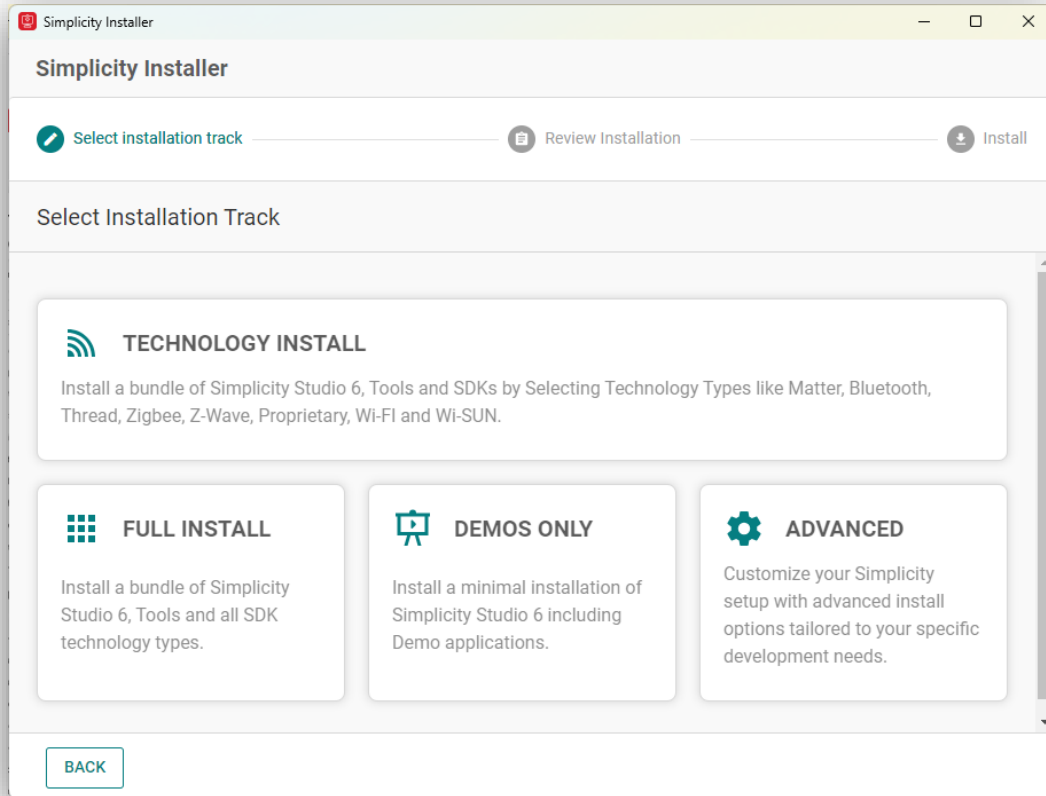 Simplicity Installer
Simplicity Installer
Select installation track
Review Installation
Install
Select Installation Track
TECHNOLOGY INSTALL
Install a bundle of Simplicity Studio 6, Tools and SDKs by Selecting Technology Types like Matter, Bluetooth,
Thread, Zigbee, Z-Wave, Proprietary, Wi-FI and Wi-SUN.
FULL INSTALL
Install a bundle of Simplicity
Studio 6, Tools and all SDK
technology types.
DEMOS ONLY
Install a minimal installation of
Simplicity Studio 6 including
Demo applications.
ADVANCED
Customize your Simplicity
setup with advanced install
options tailored to your specific
development needs.
BACK